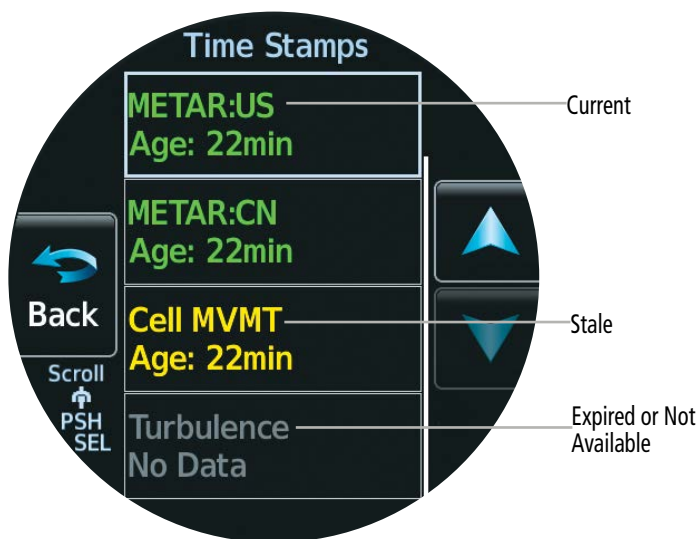 Time Stamps
METAR:US
Age: 22min
Current
METAR:CN
Age: 22min
Back
Cell MVMT
Age: 22min
Stale
Scroll
PSH
SEL
Turbulence
No Data
Expired or Not
Available